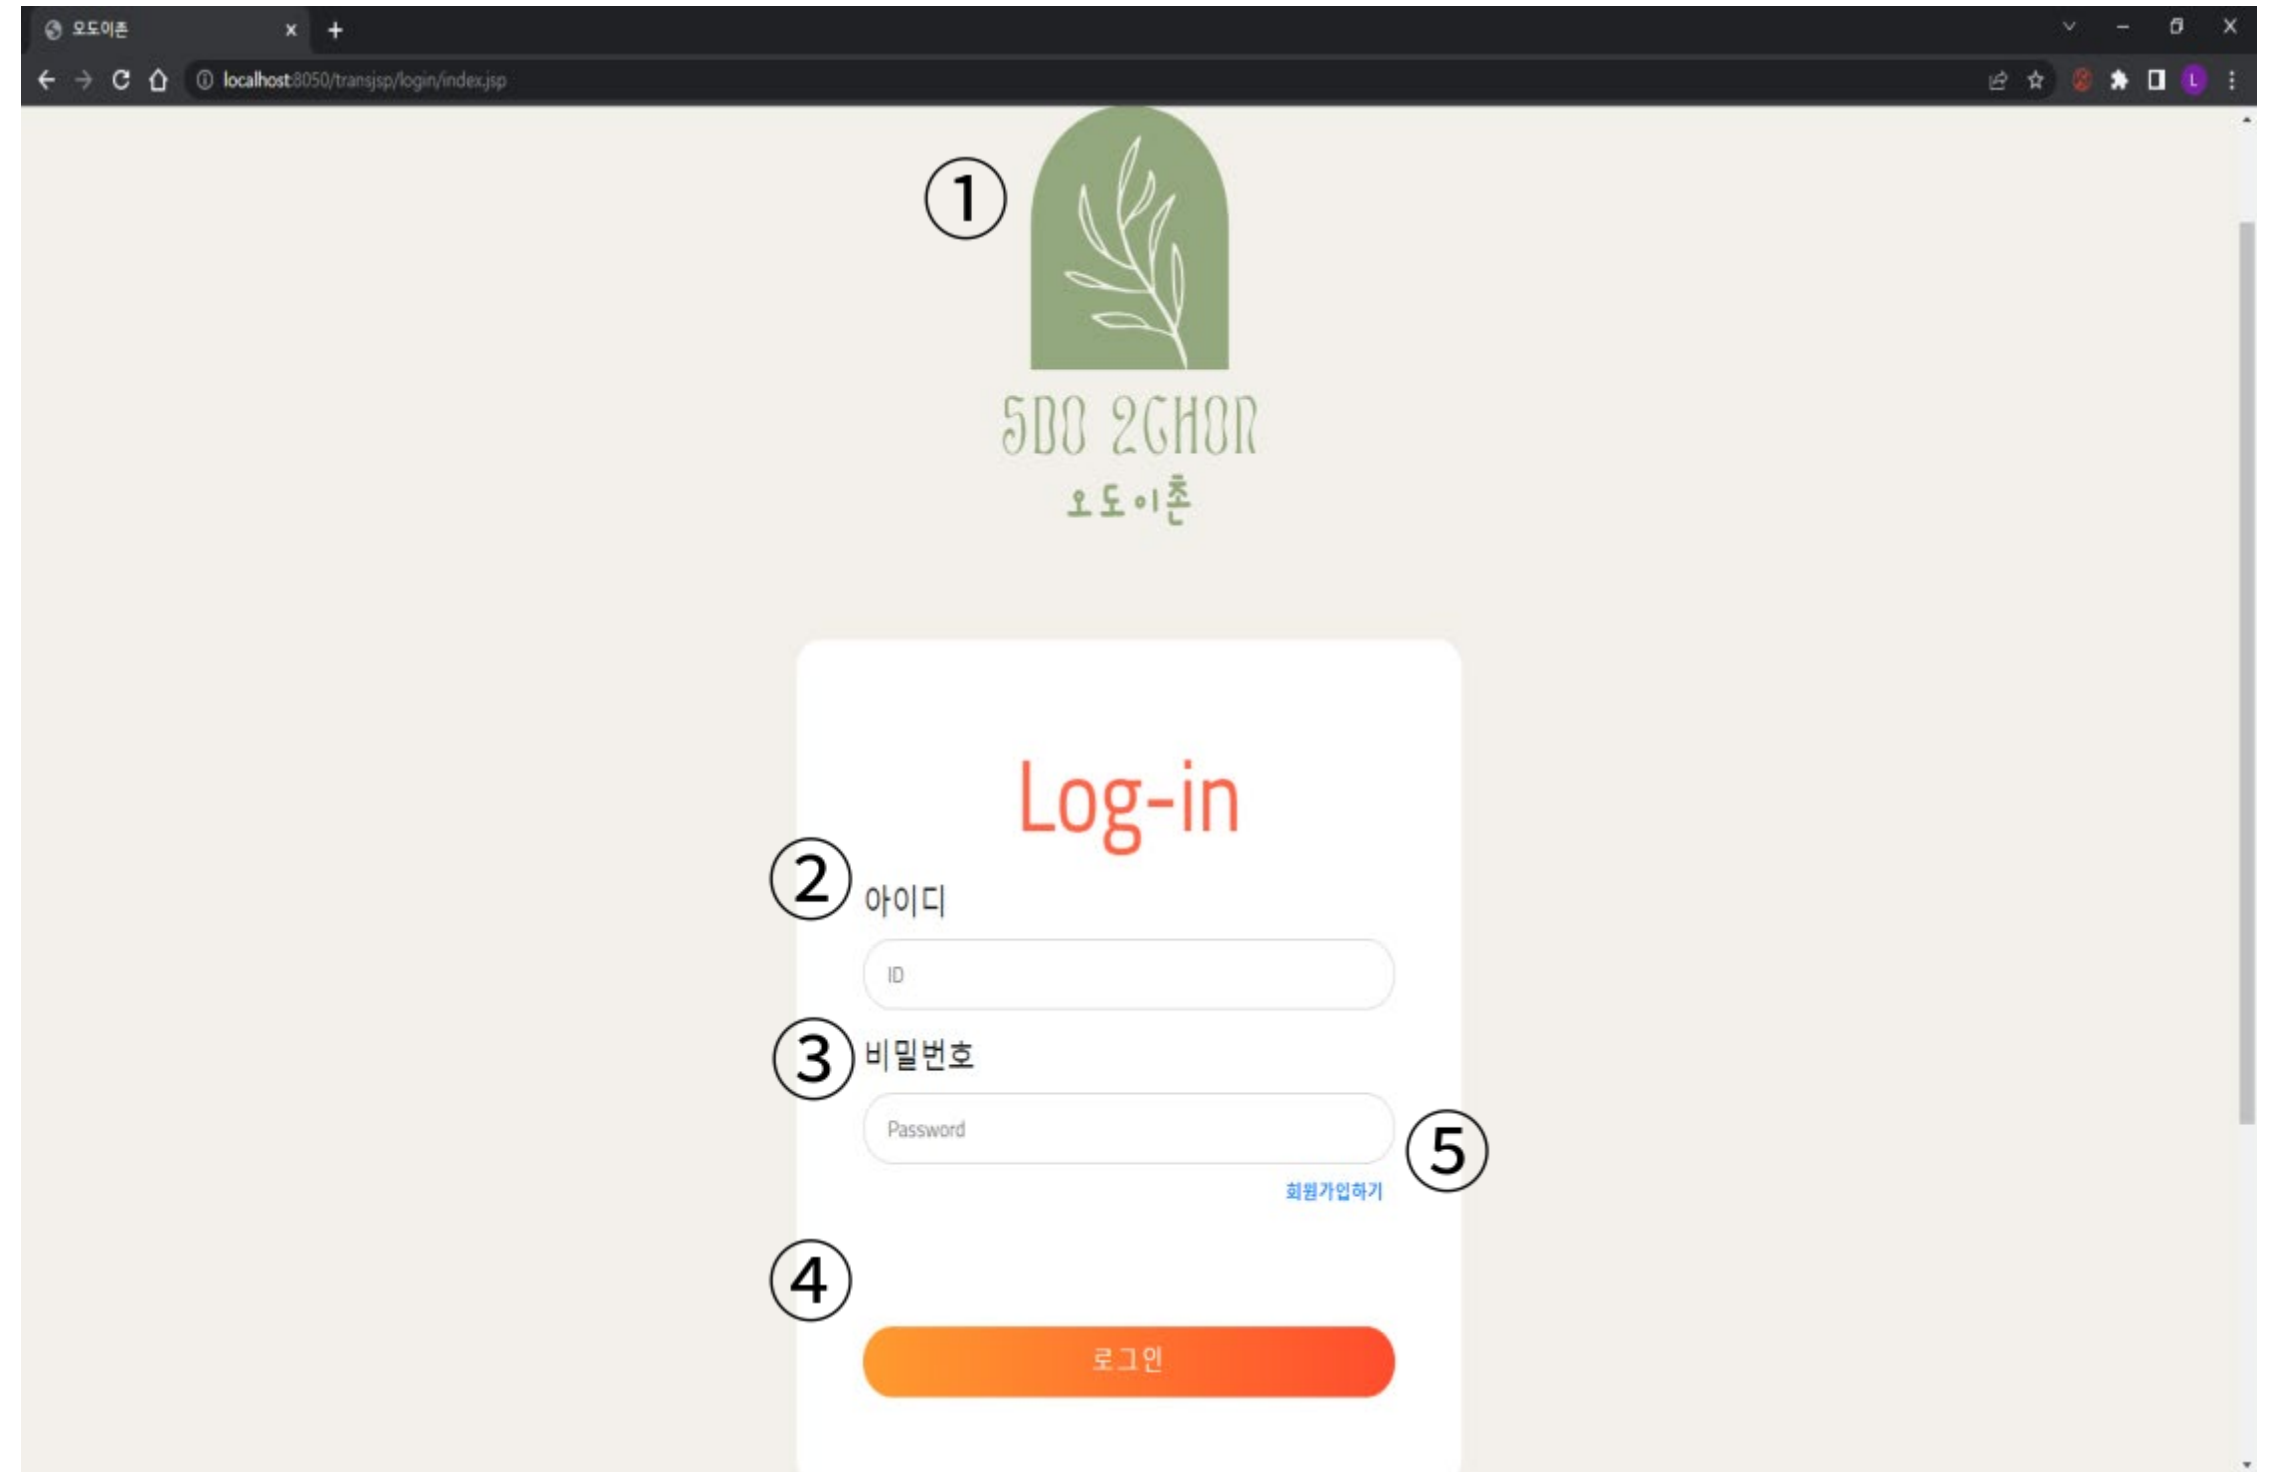 오도이촌
localhost:8050/transjsp/login/index.jsp
L
①
5DO 2CHON
오도이촌
Log-in
②
아이디
ID
③
비밀번호
Password
⑤
회원가입하기
④
로그인